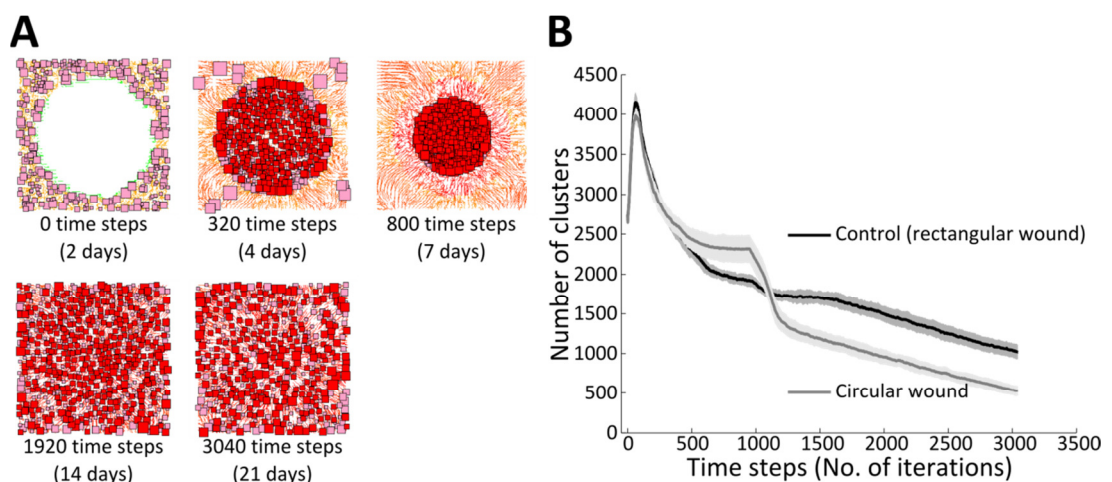 A
0 time steps
(2 days)
320 time steps
(4 days)
800 time steps
(7 days)
1920 time steps
(14 days)
3040 time steps
(21 days)
B
Number of clusters
4500
4000
3500
3000
2500
2000
1500
1000
500
0
Control (rectangular wound)
Circular wound
0 500 1000 1500 2000 2500 3000 3500
Time steps (No. of iterations)